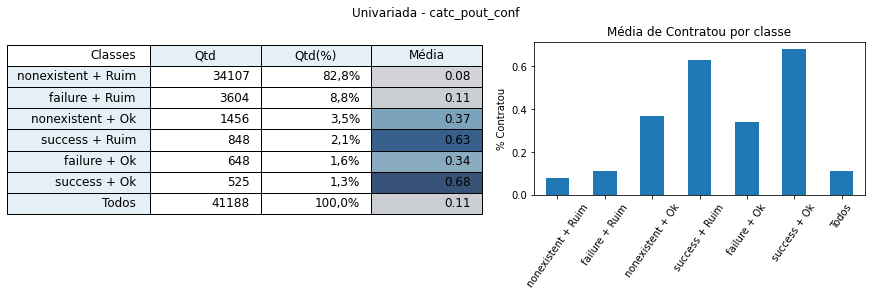 Univariada - catc_pout_conf
Classes Qtd Qtd(%) Média
nonexistent + Ruim 34107 82,8% 0.08
failure + Ruim 3604 8,8% 0.11
nonexistent + Ok 1456 3,5% 0.37
success + Ruim 848 2,1% 0.63
failure + Ok 648 1,6% 0.34
success + Ok 525 1,3% 0.68
Todos 41188 100,0% 0.11
Média de Contratou por classe
% Contratou
0.6
0.4
0.2
0.0
nonexistent + Ruim
failure + Ruim
nonexistent + Ok
success + Ruim
failure + Ok
success + Ok
Todos